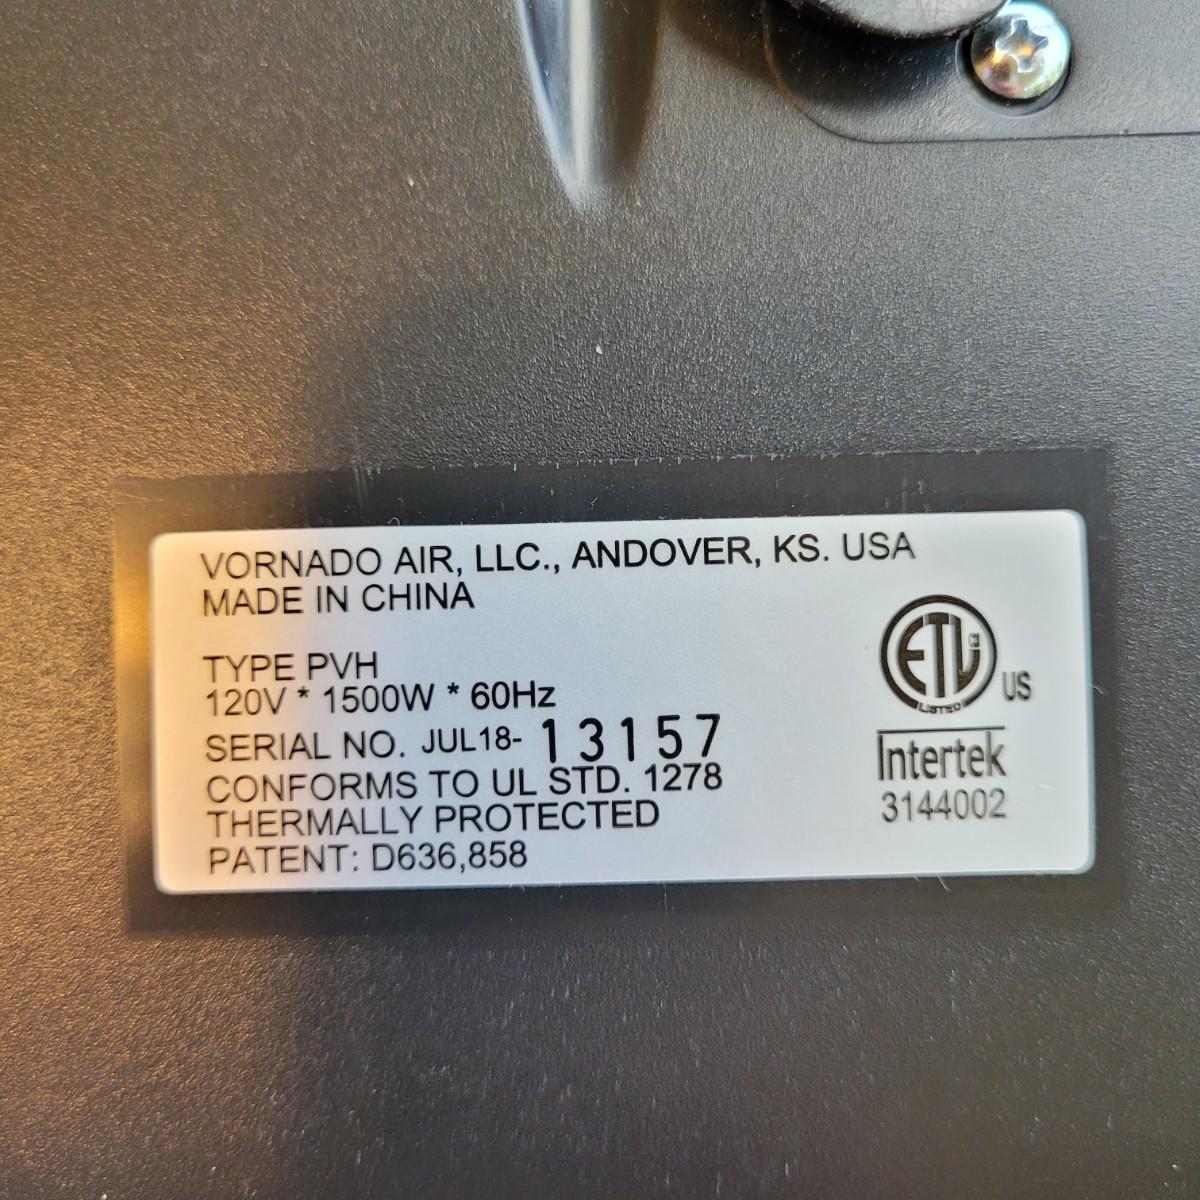 VORNADO AIR, LLC., ANDOVER, KS. USA
MADE IN CHINA
TYPE PVH
120V * 1500W * 60Hz
SERIAL NO. JUL18- 13157
CONFORMS TO UL STD. 1278
THERMALLY PROTECTED
PATENT: D636,858
ETL
LISTED
US
Intertek
3144002